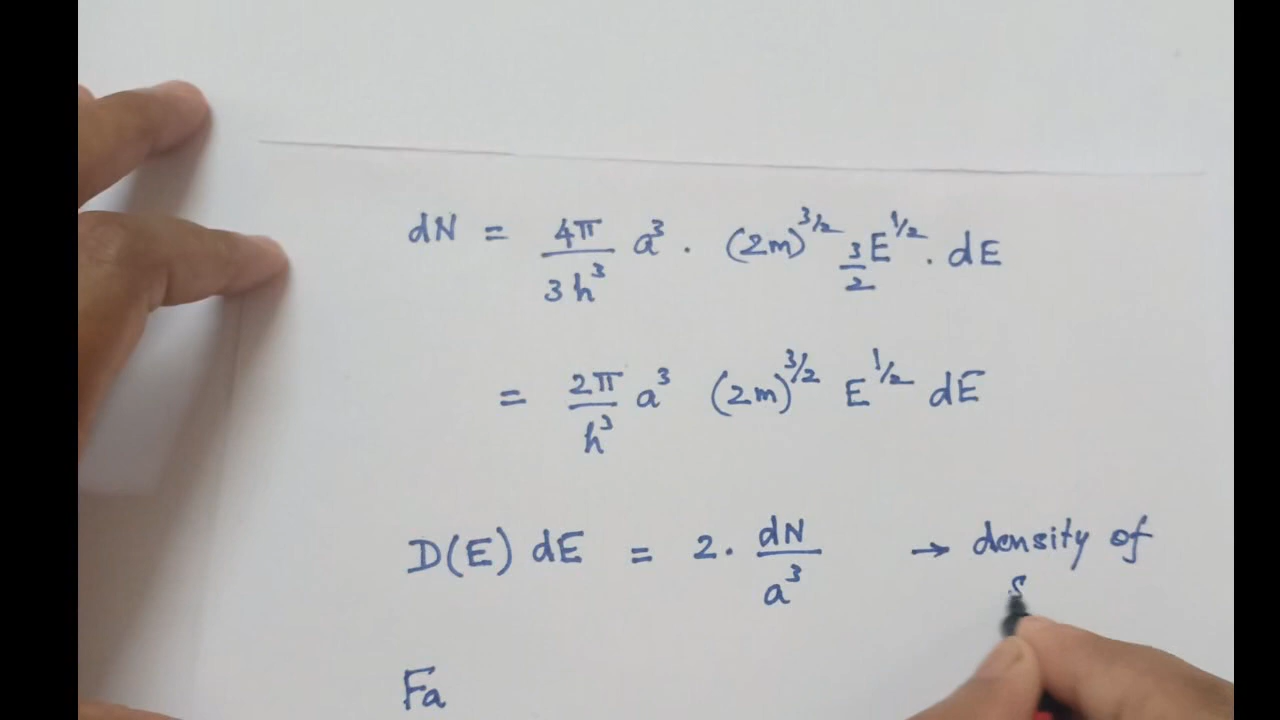 dN = 4π/3h³ a³ · (2m)^3/2 3/2 E^1/2 · dE
= 2π/h³ a³ (2m)^3/2 E^1/2 dE
D(E) dE = 2 · dN/a³ → density of
s
Fa